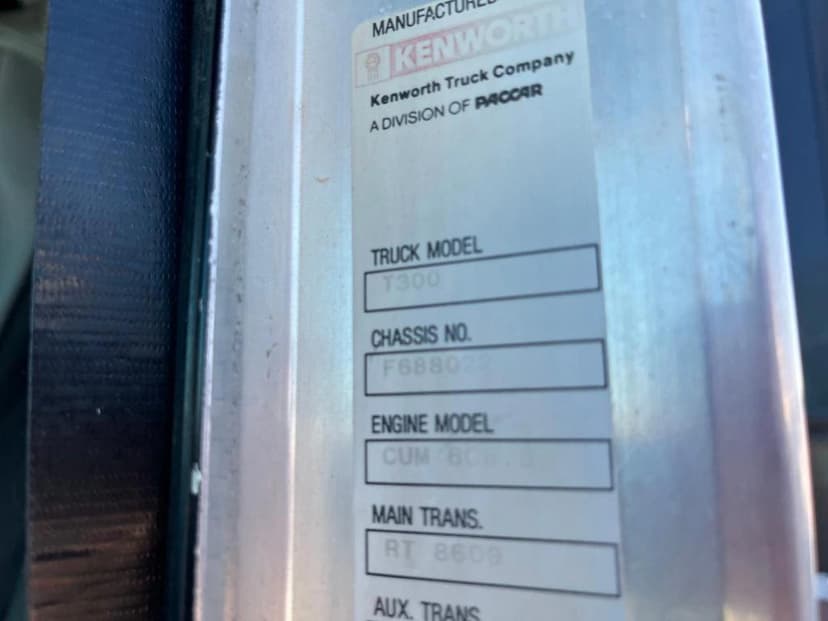 MANUFACTURED
KENWORTH
Kenworth Truck Company
A DIVISION OF PACCAR
TRUCK MODEL
T300
CHASSIS NO.
ENGINE MODEL
CUM
MAIN TRANS.
RT 8609
AUX. TRANS